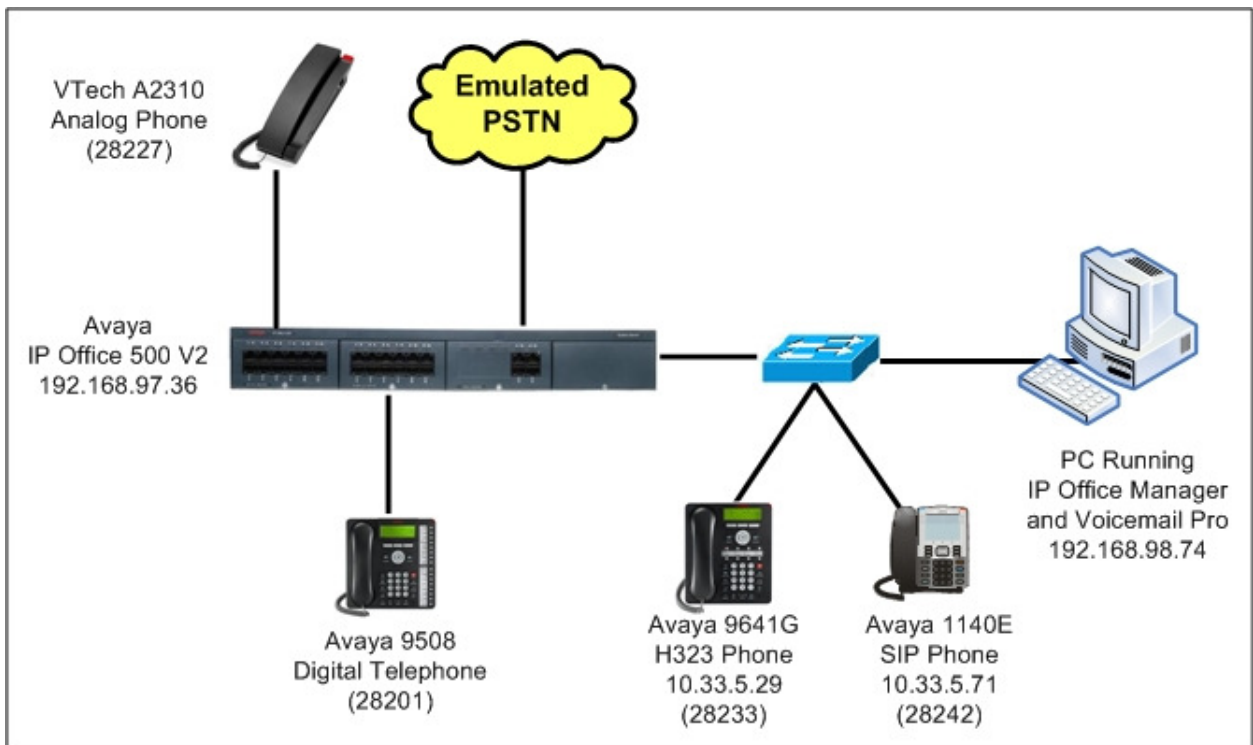 VTech A2310
Analog Phone
(28227)
Emulated
PSTN
Avaya
IP Office 500 V2
192.168.97.36
PC Running
IP Office Manager
and Voicemail Pro
192.168.98.74
Avaya 9508
Digital Telephone
(28201)
Avaya 9641G
H323 Phone
10.33.5.29
(28233)
Avaya 1140E
SIP Phone
10.33.5.71
(28242)